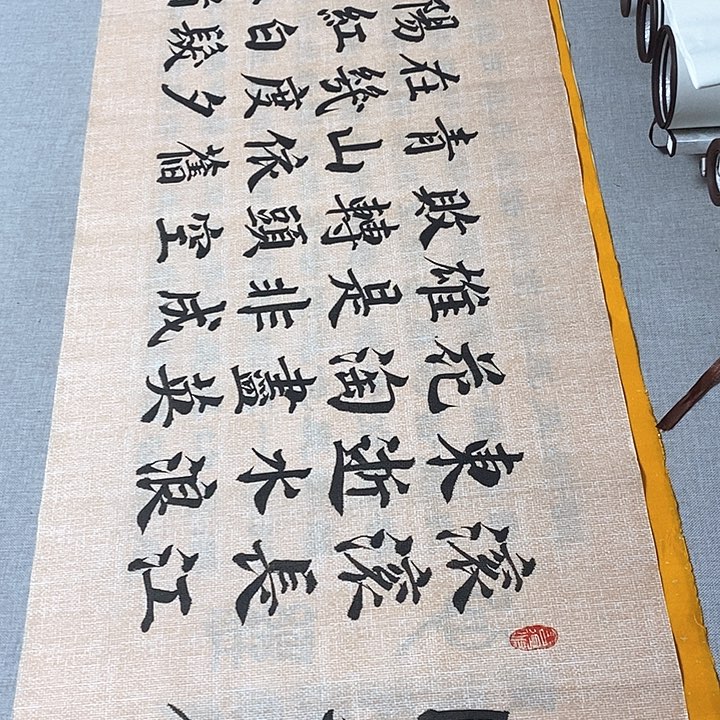 滾滾長江
東逝水浪
花淘盡英
雄是非成
敗轉頭空
青山依舊
在幾度夕
陽紅白髮